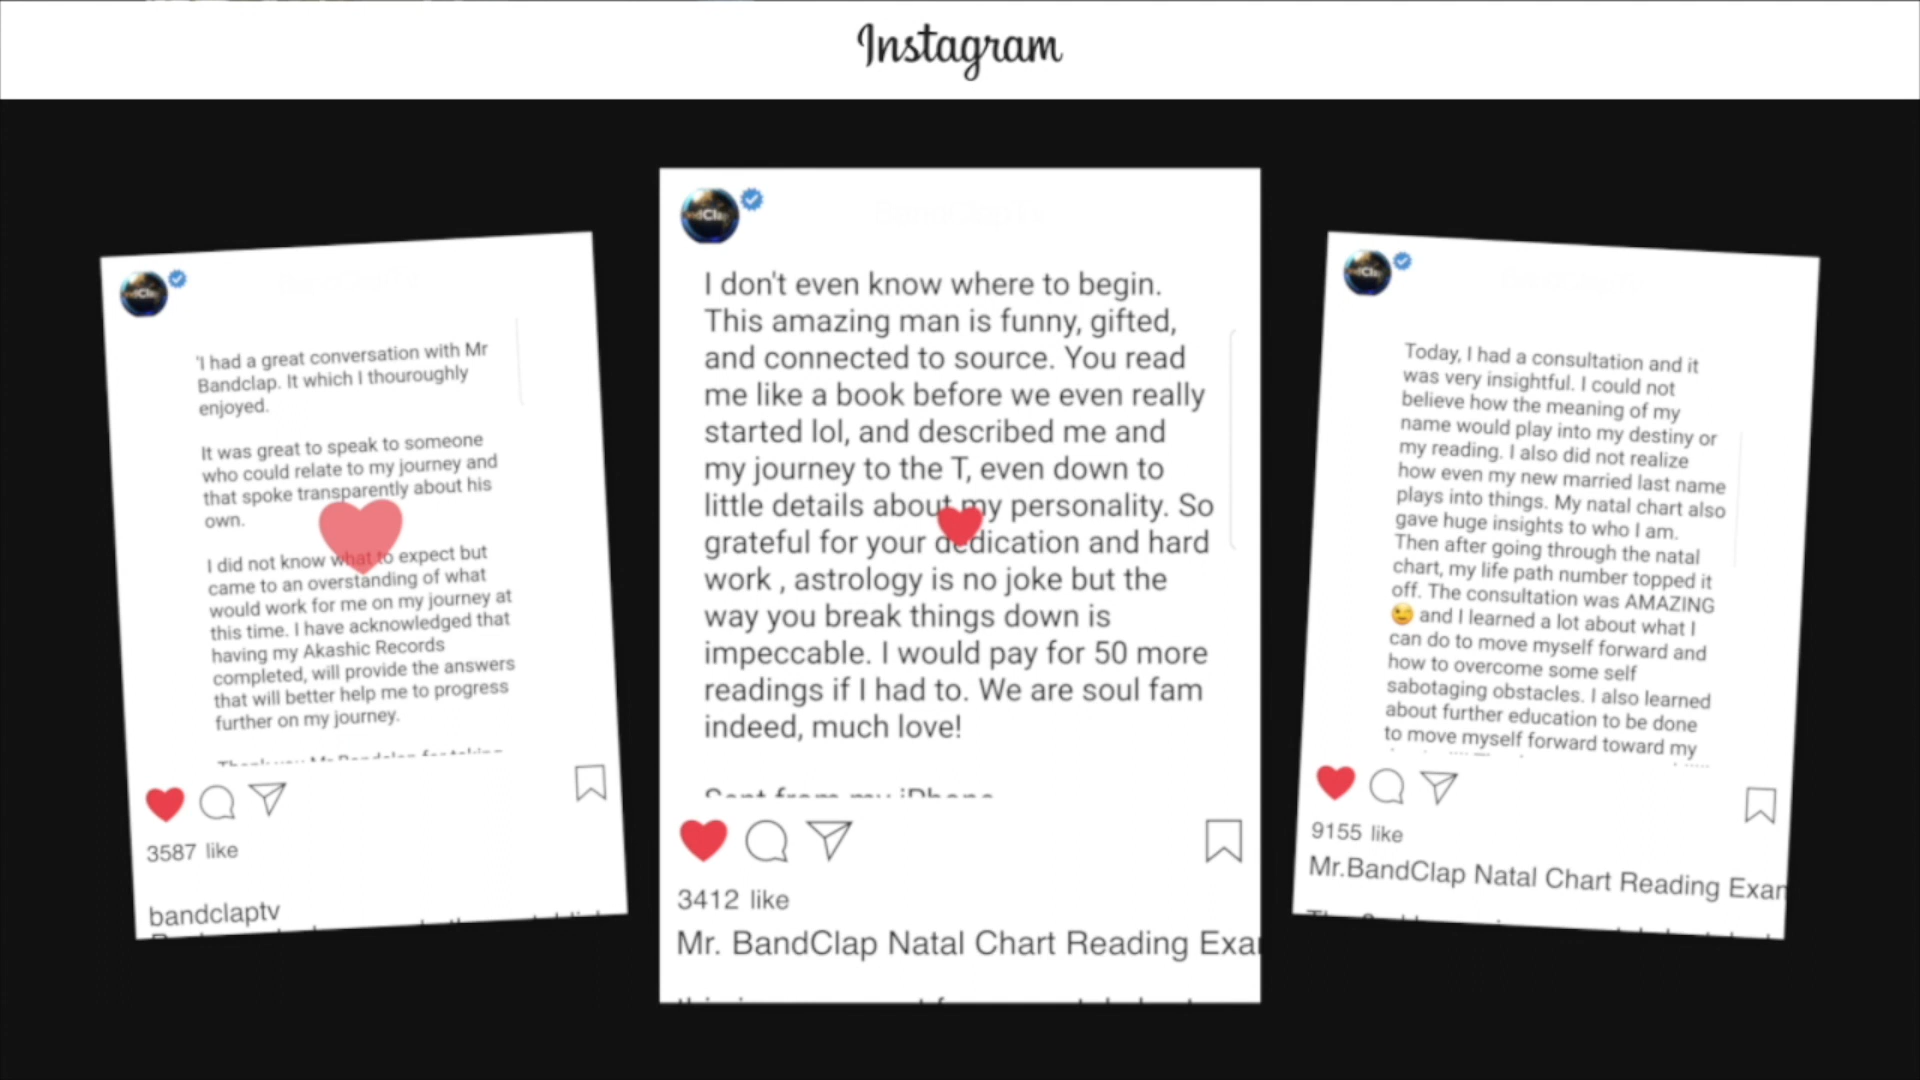 Instagram
'I had a great conversation with Mr
Bandclap. It which I thouroughly
enjoyed.
It was great to speak to someone
who could relate to my journey and
that spoke transparently about his
own.
I did not know what to expect but
came to an overstanding of what
would work for me on my journey at
this time. I have acknowledged that
having my Akashic Records
completed, will provide the answers
that will better help me to progress
further on my journey.
Thank you Mr Bandclap for taking
3587 like
bandclaptv
I don't even know where to begin.
This amazing man is funny, gifted,
and connected to source. You read
me like a book before we even really
started lol, and described me and
my journey to the T, even down to
little details about my personality. So
grateful for your dedication and hard
work , astrology is no joke but the
way you break things down is
impeccable. I would pay for 50 more
readings if I had to. We are soul fam
indeed, much love!
Sent from my iPhone
3412 like
Mr. BandClap Natal Chart Reading Exa
Today, I had a consultation and it
was very insightful. I could not
believe how the meaning of my
name would play into my destiny or
my reading. I also did not realize
how even my new married last name
plays into things. My natal chart also
gave huge insights to who I am.
Then after going through the natal
chart, my life path number topped it
off. The consultation was AMAZING
😉 and I learned a lot about what I
can do to move myself forward and
how to overcome some self
sabotaging obstacles. I also learned
about further education to be done
to move myself forward toward my
9155 like
Mr.BandClap Natal Chart Reading Exa